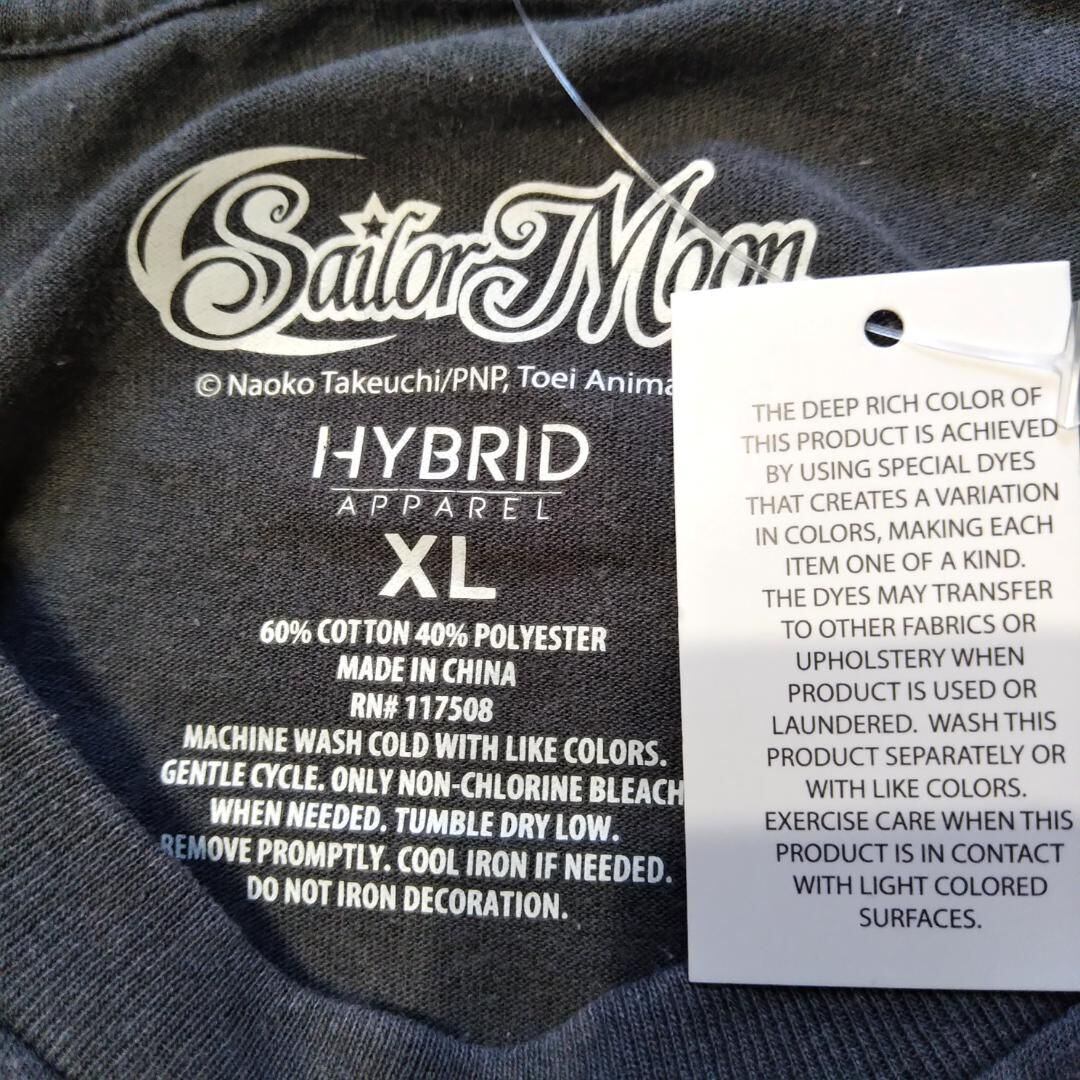 Sailor Moon
© Naoko Takeuchi/PNP, Toei
HYBRID
APPAREL
XL
60% COTTON 40% POLYESTER
MADE IN CHINA
RN# 117508
MACHINE WASH COLD WITH LIKE COLORS.
GENTLE CYCLE. ONLY NON-CHLORINE BLEACH
WHEN NEEDED. TUMBLE DRY LOW.
REMOVE PROMPTLY. COOL IRON IF NEEDED.
DO NOT IRON DECORATION.
THE DEEP RICH COLOR OF
THIS PRODUCT IS ACHIEVED
BY USING SPECIAL DYES
THAT CREATES A VARIATION
IN COLORS, MAKING EACH
ITEM ONE OF A KIND.
THE DYES MAY TRANSFER
TO OTHER FABRICS OR
UPHOLSTERY WHEN
PRODUCT IS USED OR
LAUNDERED. WASH THIS
PRODUCT SEPARATELY OR
WITH LIKE COLORS.
EXERCISE CARE WHEN THIS
PRODUCT IS IN CONTACT
WITH LIGHT COLORED
SURFACES.